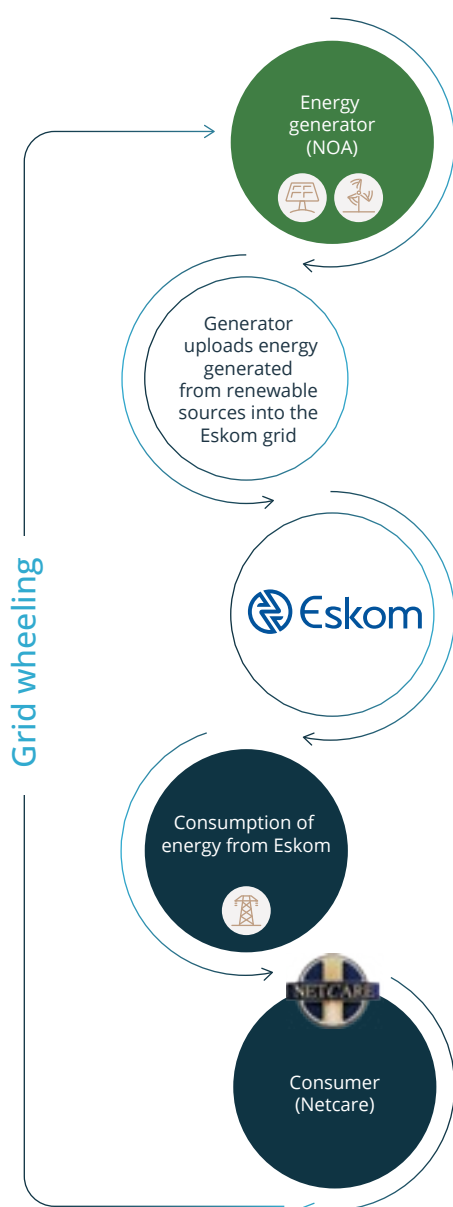 Energy
generator
(NOA)
Generator
uploads energy
generated
from renewable
sources into the
Eskom grid
Eskom
Grid wheeling
Consumption of
energy from Eskom
NETCARE
Consumer
(Netcare)